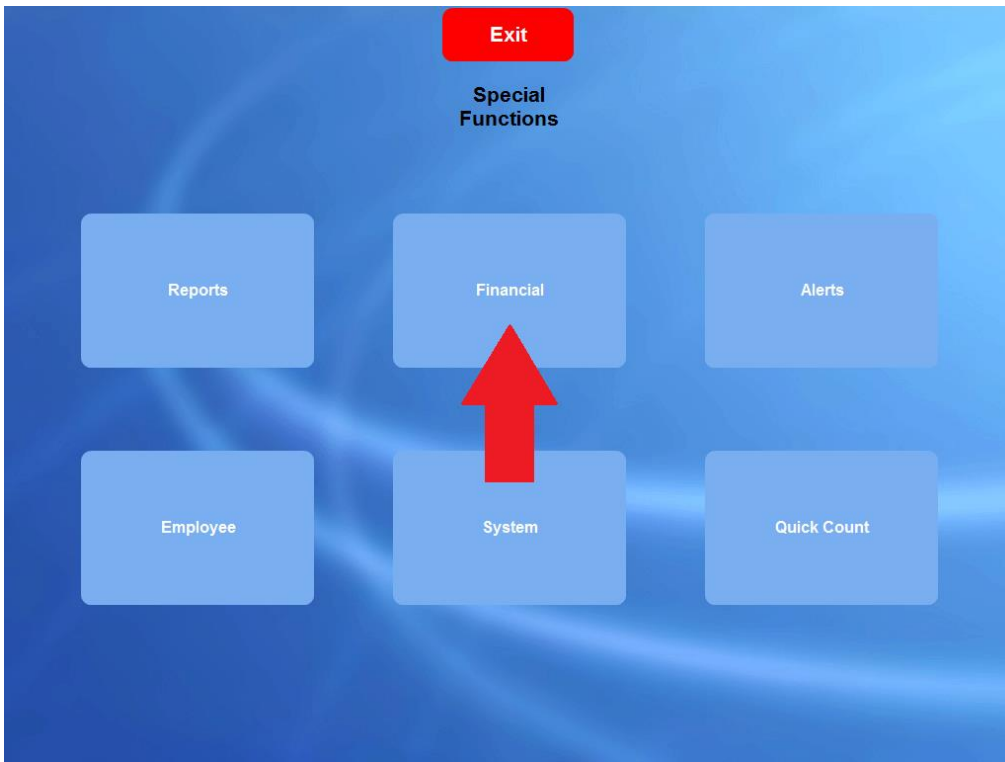 Exit
Special
Functions
Reports
Financial
Alerts
Employee
System
Quick Count